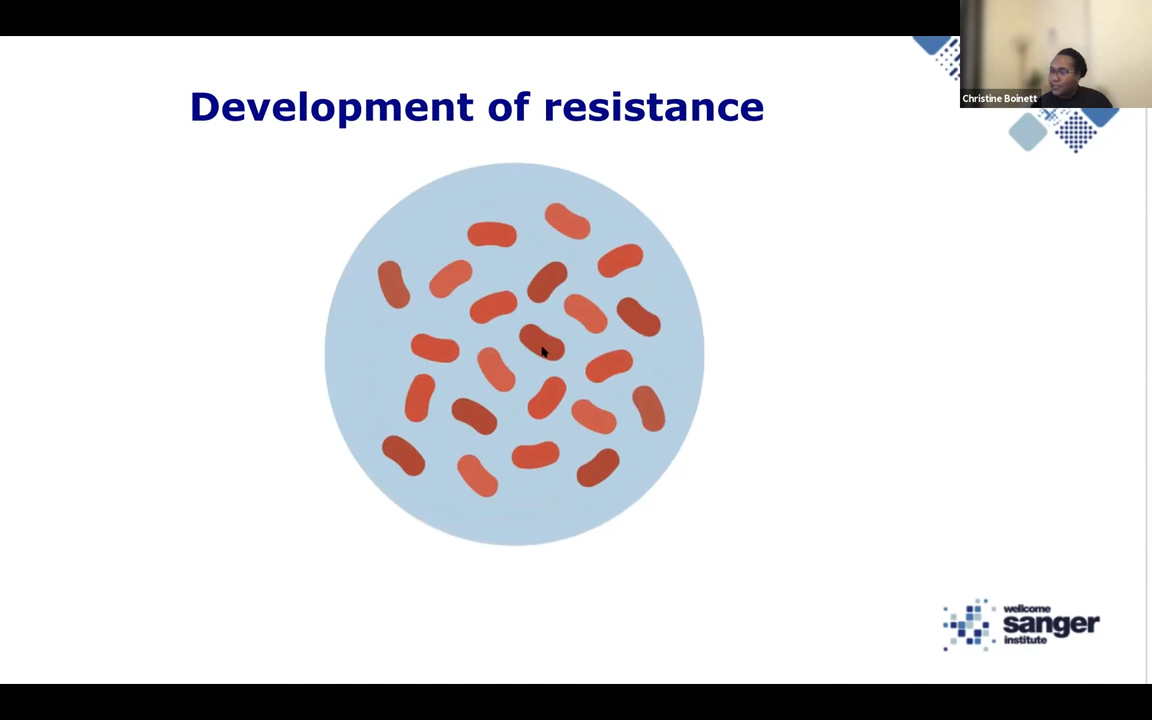 Development of resistance
Christine Boinett
wellcome
sanger
institute